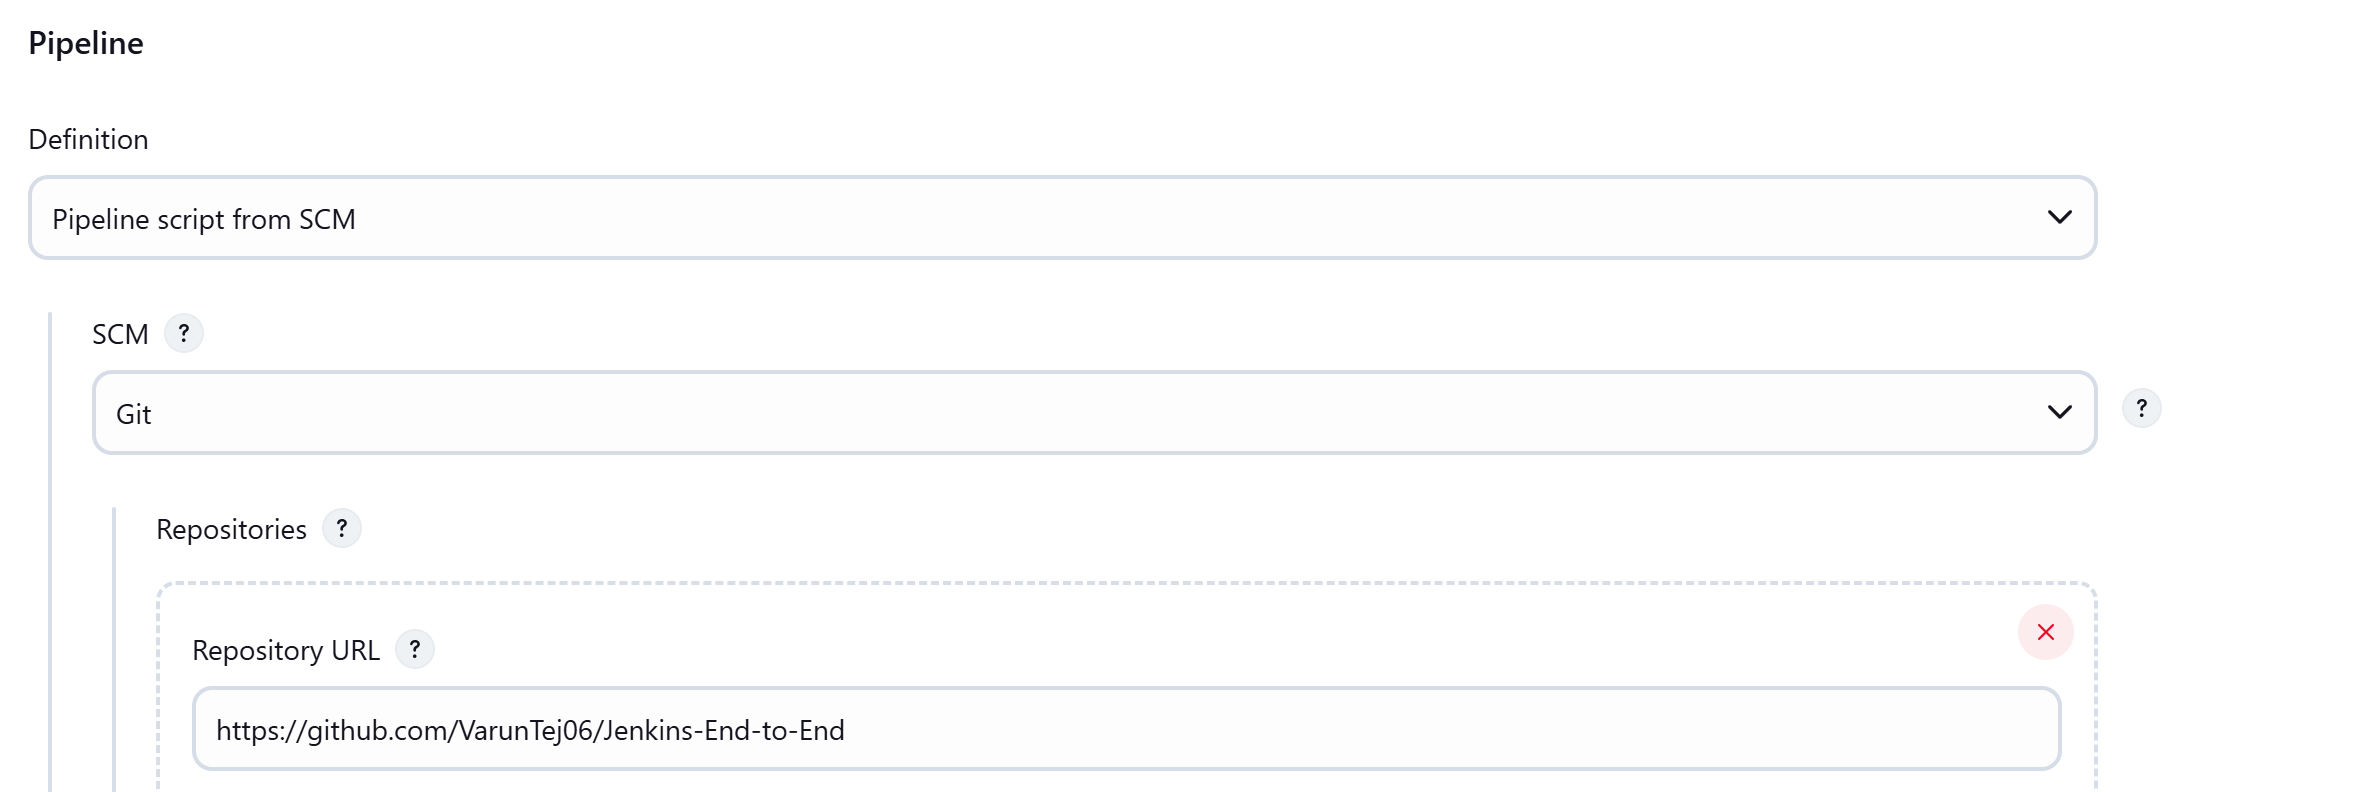 Pipeline
Definition
Pipeline script from SCM
SCM ?
Git
?
Repositories ?
Repository URL ?
https://github.com/VarunTej06/Jenkins-End-to-End